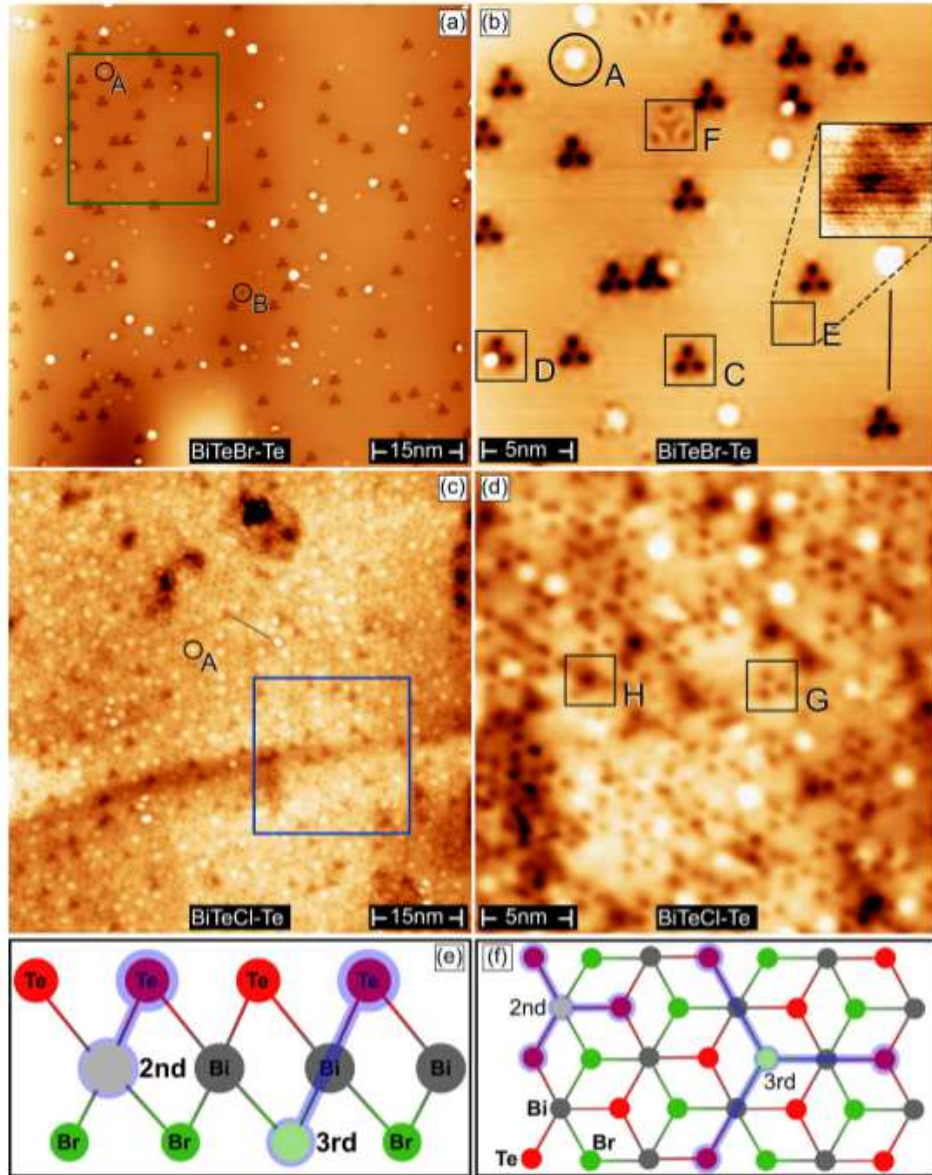 (a)
A
B
BiTeBr-Te
15nm
(b)
A
F
E
D
C
5nm
BiTeBr-Te
(c)
A
BiTeCl-Te
15nm
(d)
H
G
5nm
BiTeCl-Te
(e)
Te Te Te Te
2nd Bi Bi Bi
Br Br 3rd Br
(f)
2nd
3rd
Bi
Br
Te